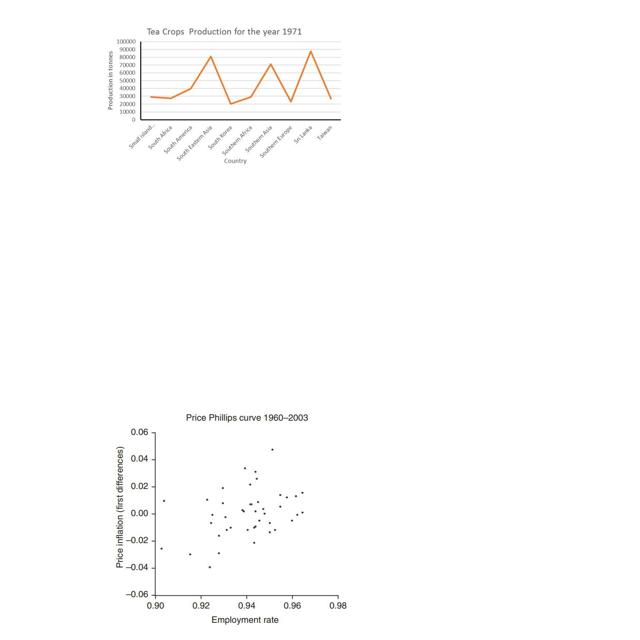 Tea Crops  Production for the year 1971
Production in tonnes
100000
90000
80000
70000
60000
50000
40000
30000
20000
10000
0
Small island...
South Africa
South America
South Eastern Asia
South Korea
Southern Africa
Southern Asia
Southern Europe
Sri Lanka
Taiwan
Country
Price Phillips curve 1960–2003
Price inflation (first differences)
0.06
0.04
0.02
0.00
–0.02
–0.04
–0.06
0.90 0.92 0.94 0.96 0.98
Employment rate